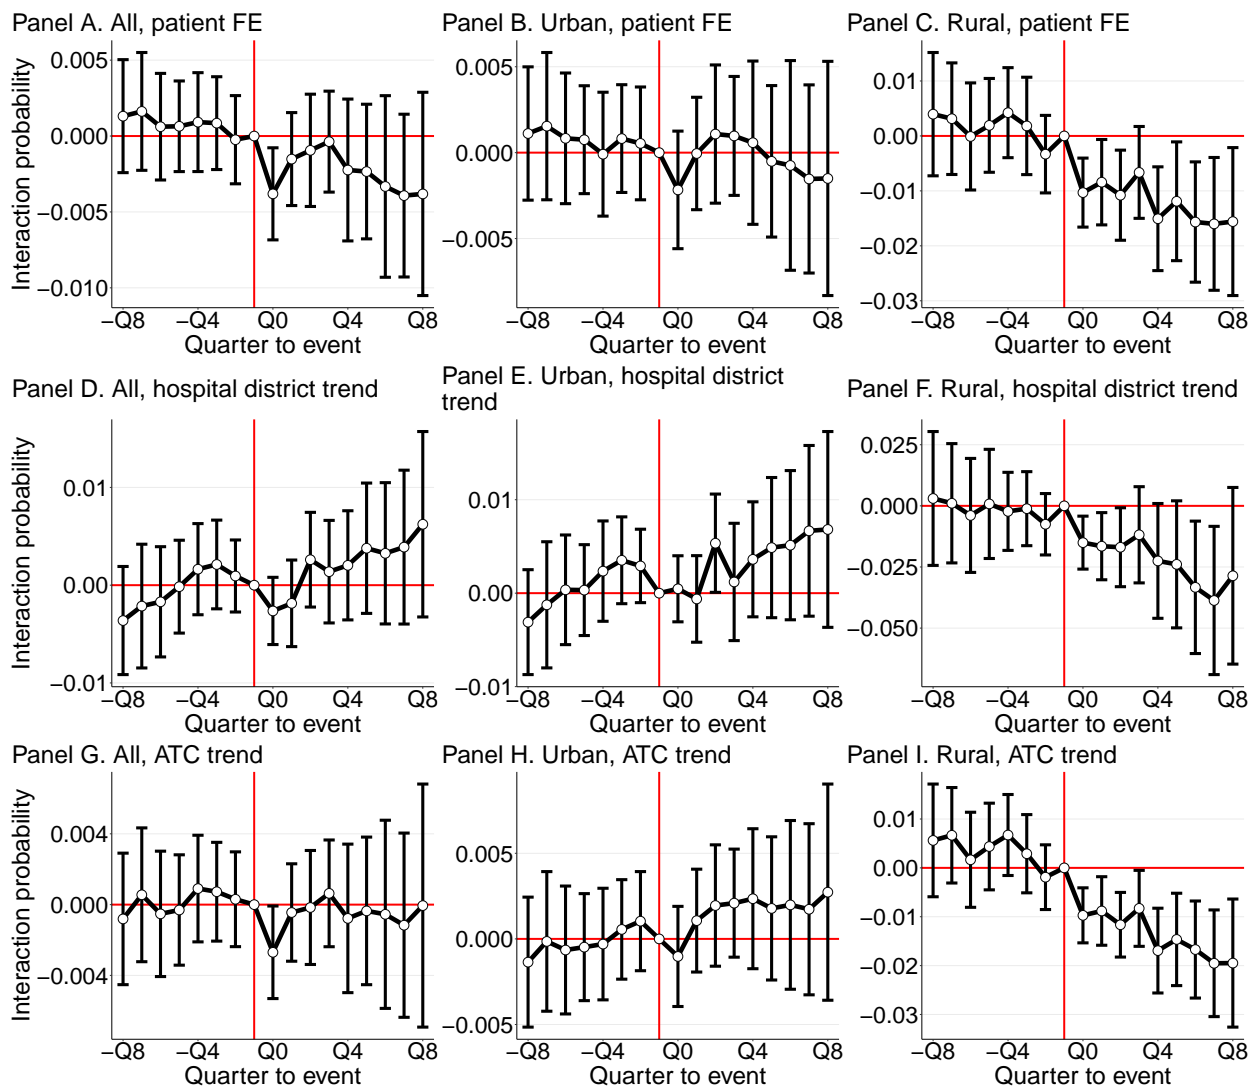 Panel A. All, patient FE
Panel B. Urban, patient FE
Panel C. Rural, patient FE
Interaction probability
0.005
0.000
−0.005
−0.010
0.005
0.000
−0.005
0.01
0.00
−0.01
−0.02
−0.03
−Q8
−Q4
Q0
Q4
Q8
−Q8
−Q4
Q0
Q4
Q8
−Q8
−Q4
Q0
Q4
Q8
Quarter to event
Quarter to event
Quarter to event
Panel D. All, hospital district trend
Panel E. Urban, hospital district
trend
Panel F. Rural, hospital district trend
Interaction probability
0.01
0.00
−0.01
0.01
0.00
−0.01
0.025
0.000
−0.025
−0.050
−Q8
−Q4
Q0
Q4
Q8
−Q8
−Q4
Q0
Q4
Q8
−Q8
−Q4
Q0
Q4
Q8
Quarter to event
Quarter to event
Quarter to event
Panel G. All, ATC trend
Panel H. Urban, ATC trend
Panel I. Rural, ATC trend
Interaction probability
0.004
0.000
−0.004
0.005
0.000
−0.005
0.01
0.00
−0.01
−0.02
−0.03
−Q8
−Q4
Q0
Q4
Q8
−Q8
−Q4
Q0
Q4
Q8
−Q8
−Q4
Q0
Q4
Q8
Quarter to event
Quarter to event
Quarter to event